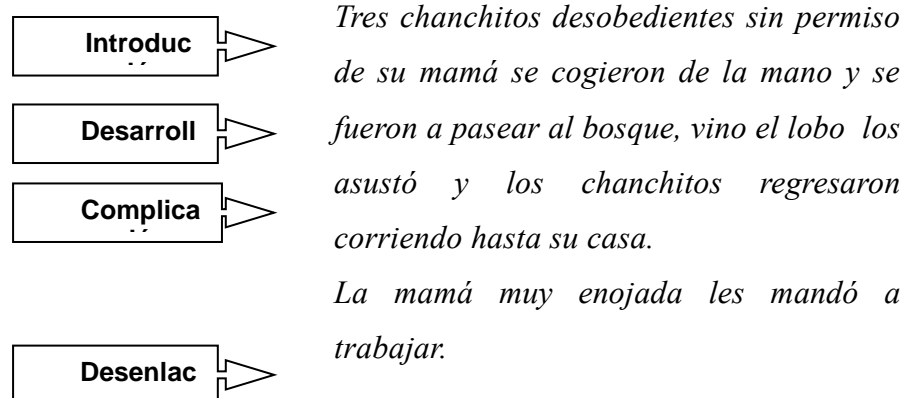 Introduc
Tres chanchitos desobedientes sin permiso
de su mamá se cogieron de la mano y se
Desarroll
fueron a pasear al bosque, vino el lobo los
Complica
asustó y los chanchitos regresaron
corriendo hasta su casa.
La mamá muy enojada les mandó a
trabajar.
Desenlac